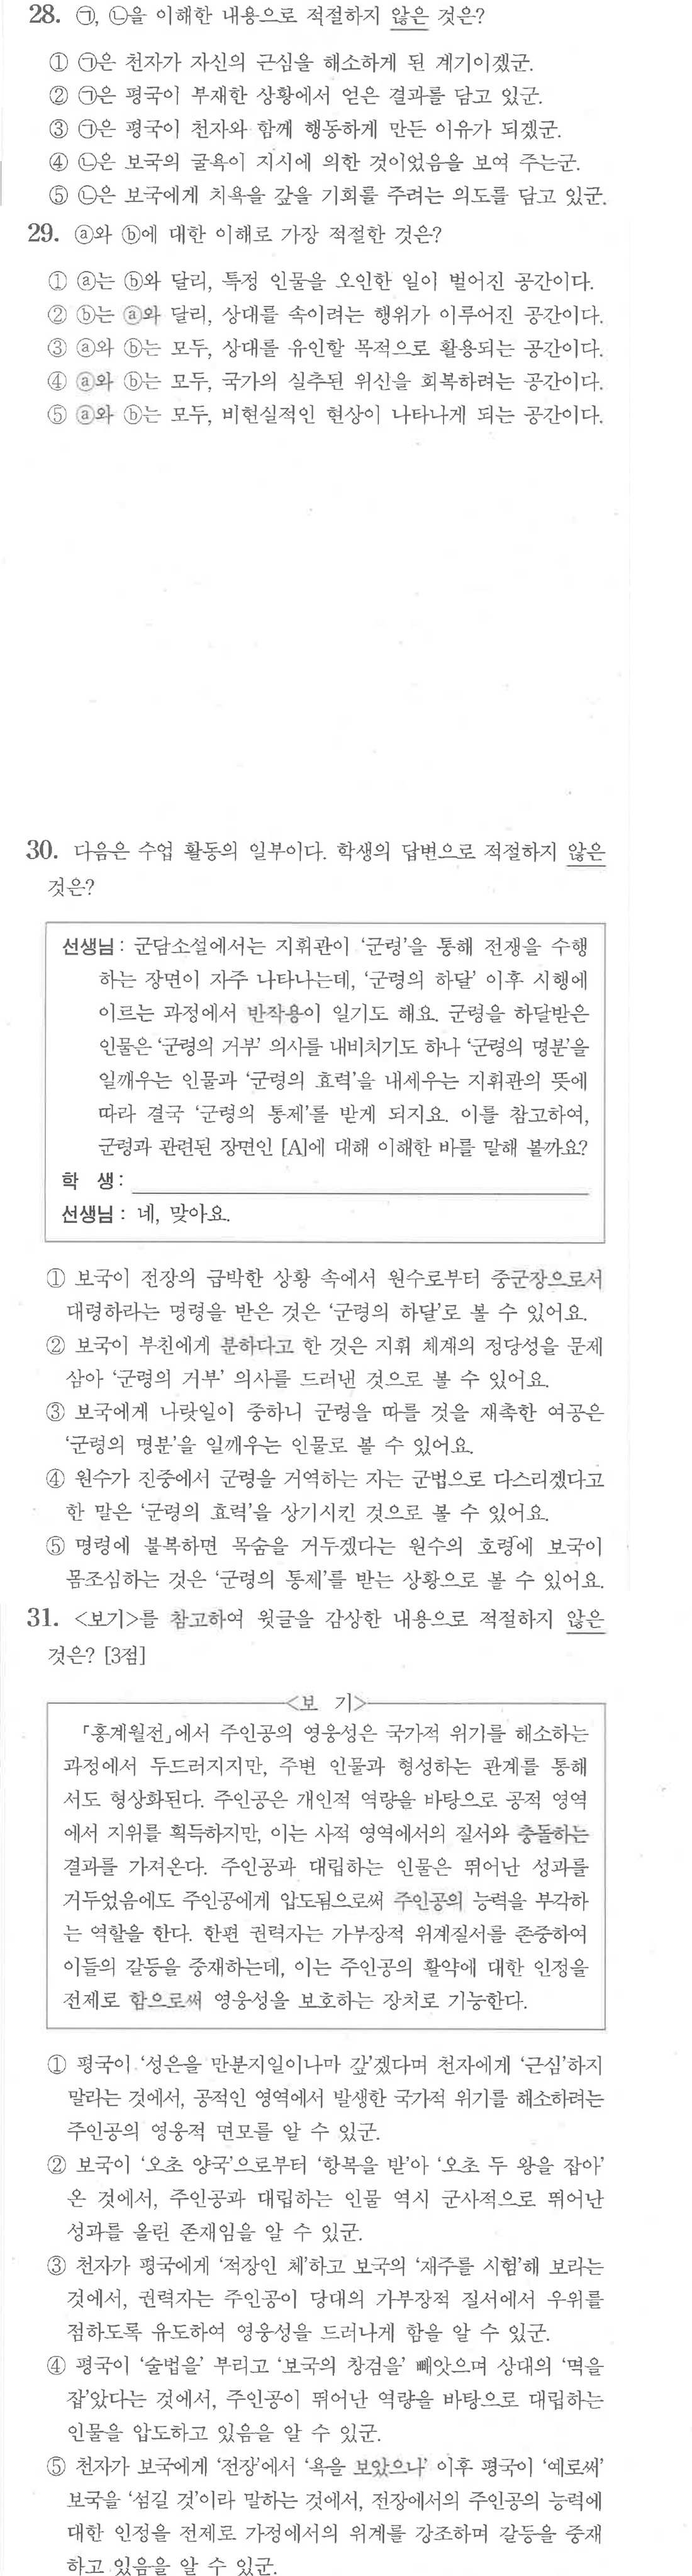 28. ㉠, ㉡을 이해한 내용으로 적절하지 않은 것은?
① ㉠은 천자가 자신의 근심을 해소하게 된 계기이겠군.
② ㉠은 평국이 부재한 상황에서 얻은 결과를 담고 있군.
③ ㉠은 평국이 천자와 함께 행동하게 만든 이유가 되겠군.
④ ㉡은 보국의 굴욕이 지시에 의한 것이었음을 보여 주는군.
⑤ ㉡은 보국에게 치욕을 갚을 기회를 주려는 의도를 담고 있군.
29. ⓐ와 ⓑ에 대한 이해로 가장 적절한 것은?
① ⓐ는 ⓑ와 달리, 특정 인물을 오인한 일이 벌어진 공간이다.
② ⓑ는 ⓐ와 달리, 상대를 속이려는 행위가 이루어진 공간이다.
③ ⓐ와 ⓑ는 모두, 상대를 유인할 목적으로 활용되는 공간이다.
④ ⓐ와 ⓑ는 모두, 국가의 실추된 위신을 회복하려는 공간이다.
⑤ ⓐ와 ⓑ는 모두, 비현실적인 현상이 나타나게 되는 공간이다.
30. 다음은 수업 활동의 일부이다. 학생의 답변으로 적절하지 않은
것은?
선생님 : 군담소설에서는 지휘관이 ‘군령’을 통해 전쟁을 수행
하는 장면이 자주 나타나는데, ‘군령의 하달’ 이후 시행에
이르는 과정에서 반작용이 일기도 해요. 군령을 하달받은
인물은 ‘군령의 거부’ 의사를 내비치기도 하나 ‘군령의 명분’을
일깨우는 인물과 ‘군령의 효력’을 내세우는 지휘관의 뜻에
따라 결국 ‘군령의 통제’를 받게 되지요. 이를 참고하여,
군령과 관련된 장면인 [A]에 대해 이해한 바를 말해 볼까요?
학 생 :
선생님 : 네, 맞아요.
① 보국이 전장의 급박한 상황 속에서 원수로부터 중군장으로서
대령하라는 명령을 받은 것은 ‘군령의 하달’로 볼 수 있어요.
② 보국이 부친에게 분하다고 한 것은 지휘 체계의 정당성을 문제
삼아 ‘군령의 거부’ 의사를 드러낸 것으로 볼 수 있어요.
③ 보국에게 나랏일이 중하니 군령을 따를 것을 재촉한 여공은
‘군령의 명분’을 일깨우는 인물로 볼 수 있어요.
④ 원수가 진중에서 군령을 거역하는 자는 군법으로 다스리겠다고
한 말은 ‘군령의 효력’을 상기시킨 것으로 볼 수 있어요.
⑤ 명령에 불복하면 목숨을 거두겠다는 원수의 호령에 보국이
몸조심하는 것은 ‘군령의 통제’를 받는 상황으로 볼 수 있어요.
31. <보기>를 참고하여 윗글을 감상한 내용으로 적절하지 않은
것은? [3점]
<보 기>
「홍계월전」에서 주인공의 영웅성은 국가적 위기를 해소하는
과정에서 두드러지지만, 주변 인물과 형성하는 관계를 통해
서도 형상화된다. 주인공은 개인적 역량을 바탕으로 공적 영역
에서 지위를 획득하지만, 이는 사적 영역에서의 질서와 충돌하는
결과를 가져온다. 주인공과 대립하는 인물은 뛰어난 성과를
거두었음에도 주인공에게 압도됨으로써 주인공의 능력을 부각하
는 역할을 한다. 한편 권력자는 가부장적 위계질서를 존중하여
이들의 갈등을 중재하는데, 이는 주인공의 활약에 대한 인정을
전제로 함으로써 영웅성을 보호하는 장치로 기능한다.
① 평국이 ‘성은을 만분지일이나마 갚’겠다며 천자에게 ‘근심’하지
말라는 것에서, 공적인 영역에서 발생한 국가적 위기를 해소하려는
주인공의 영웅적 면모를 알 수 있군.
② 보국이 ‘오초 양국’으로부터 ‘항복을 받’아 ‘오초 두 왕을 잡아’
온 것에서, 주인공과 대립하는 인물 역시 군사적으로 뛰어난
성과를 올린 존재임을 알 수 있군.
③ 천자가 평국에게 ‘적장인 체’하고 보국의 ‘재주를 시험’해 보라는
것에서, 권력자는 주인공이 당대의 가부장적 질서에서 우위를
점하도록 유도하여 영웅성을 드러나게 함을 알 수 있군.
④ 평국이 ‘술법을’ 부리고 ‘보국의 창검을’ 빼앗으며 상대의 ‘멱을
잡’았다는 것에서, 주인공이 뛰어난 역량을 바탕으로 대립하는
인물을 압도하고 있음을 알 수 있군.
⑤ 천자가 보국에게 ‘전장’에서 ‘욕을 보았으나’ 이후 평국이 ‘예로써’
보국을 ‘섬길 것’이라 말하는 것에서, 전장에서의 주인공의 능력에
대한 인정을 전제로 가정에서의 위계를 강조하며 갈등을 중재
하고 있음을 알 수 있군.